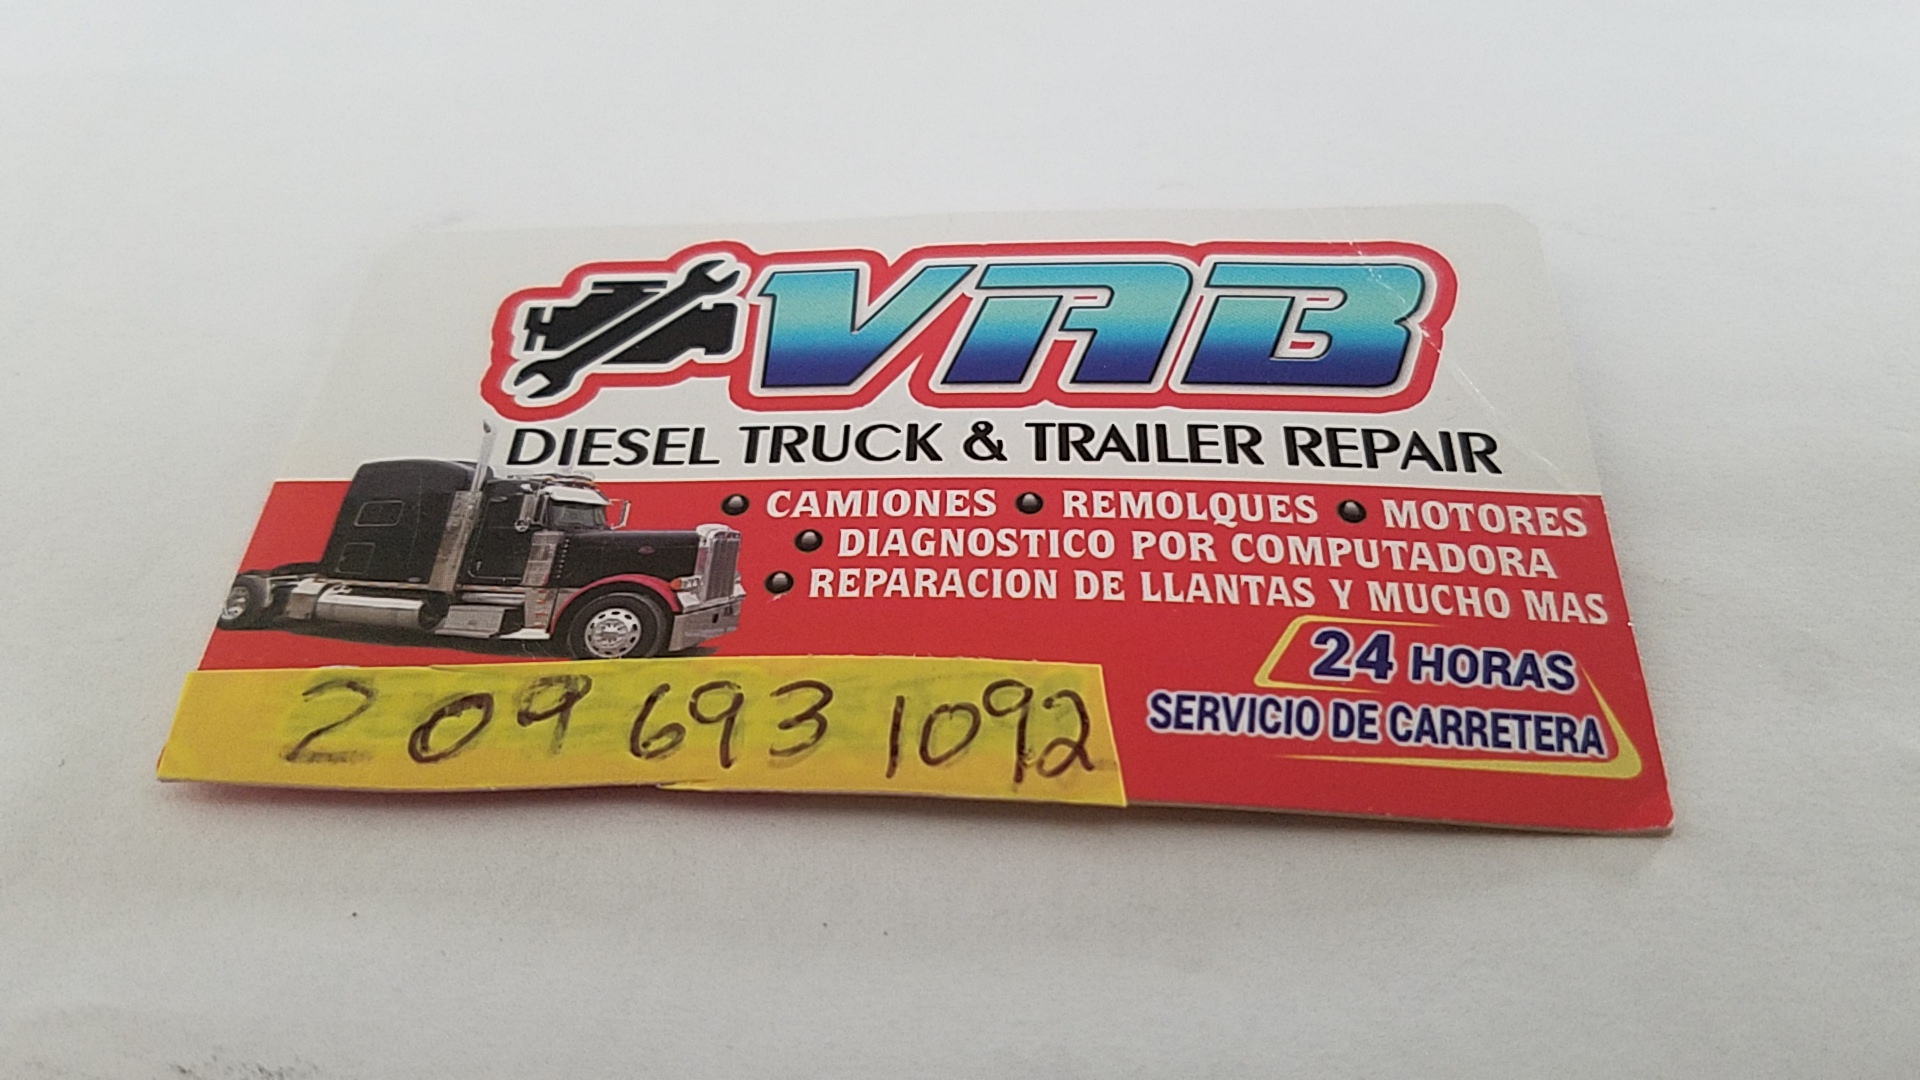 VAB
DIESEL TRUCK & TRAILER REPAIR
• CAMIONES • REMOLQUES • MOTORES
• DIAGNOSTICO POR COMPUTADORA
• REPARACION DE LLANTAS Y MUCHO MAS
24 HORAS
SERVICIO DE CARRETERA
209 693 1092